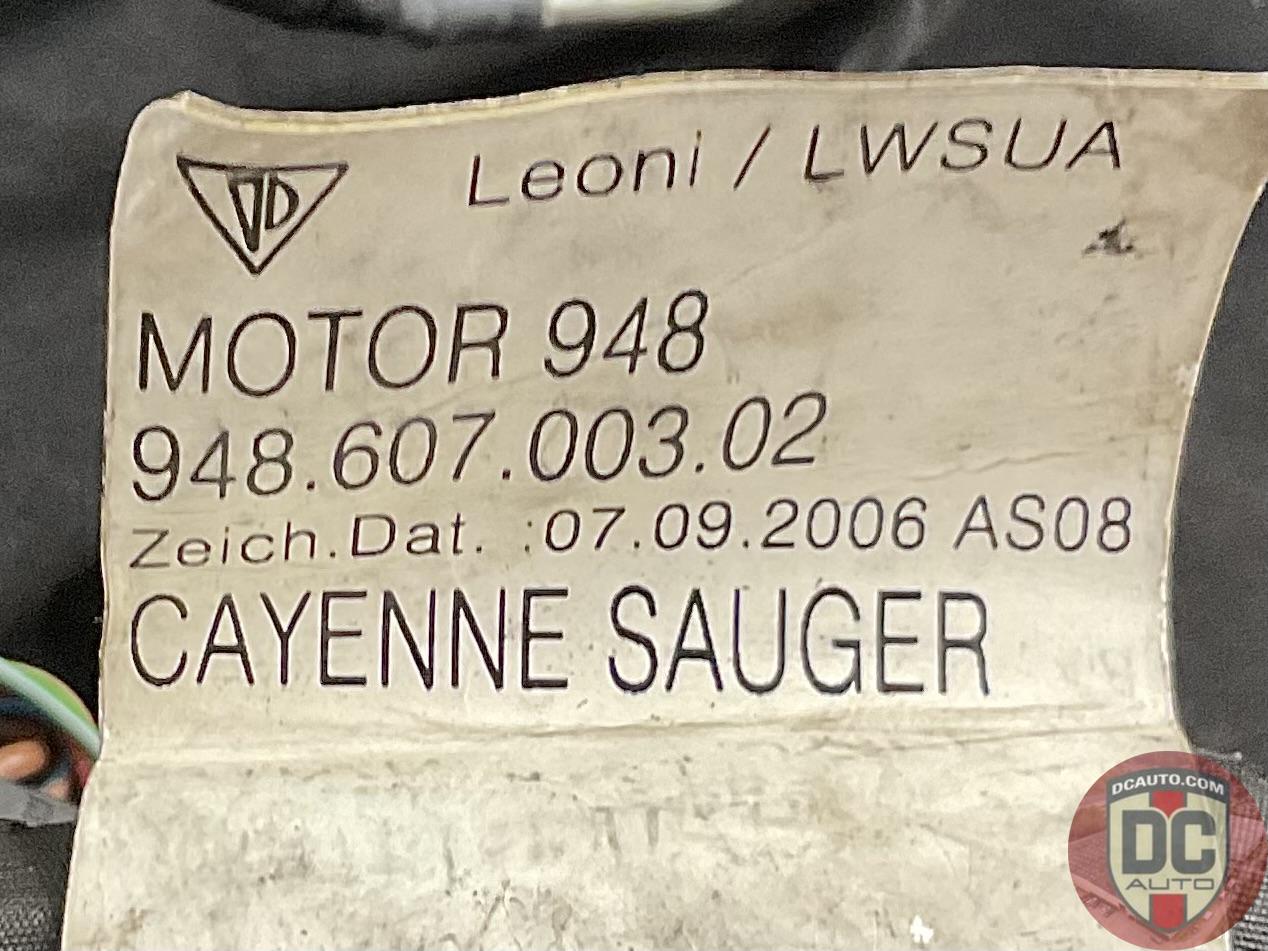 Leoni / LWSUA
MOTOR 948
948.607.003.02
Zeich.Dat. :07.09.2006 AS08
CAYENNE SAUGER
DCAUTO.COM
DC
AUTO